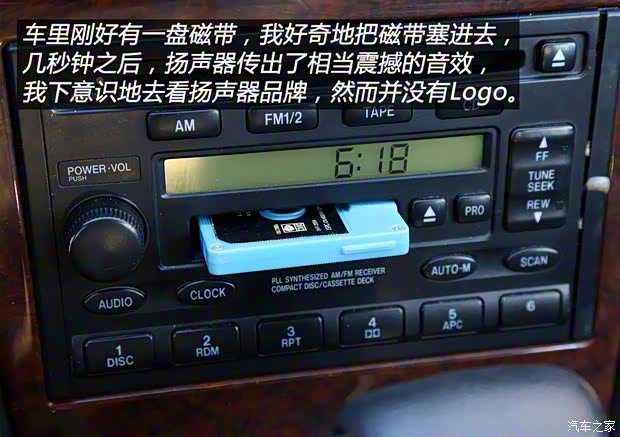 车里刚好有一盘磁带，我好奇地把磁带塞进去，
几秒钟之后，扬声器传出了相当震撼的音效，
我下意识地去看扬声器品牌，然而并没有Logo。
AM
FM1/2
TAPE
CD
POWER·VOL
PUSH
6:18
FF
TUNE
SEEK
REW
PRO
PLL SYNTHESIZED AM/FM RECEIVER
COMPACT DISC/CASSETTE DECK
AUTO-M
SCAN
AUDIO
CLOCK
1
DISC
2
RDM
3
RPT
4
5
APC
6
汽车之家